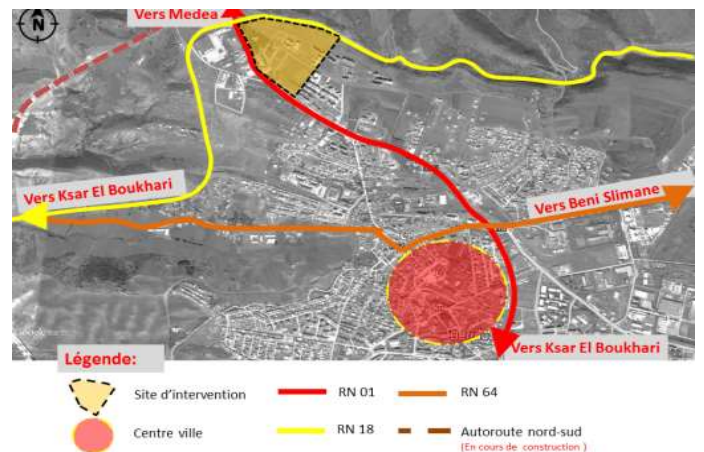 Vers Medea
N
Vers Ksar El Boukhari
Vers Beni Slimane
Vers Ksar El Boukhari
Légende:
Site d'intervention
RN 01
RN 64
Centre ville
RN 18
Autoroute nord-sud
(En cours de construction )